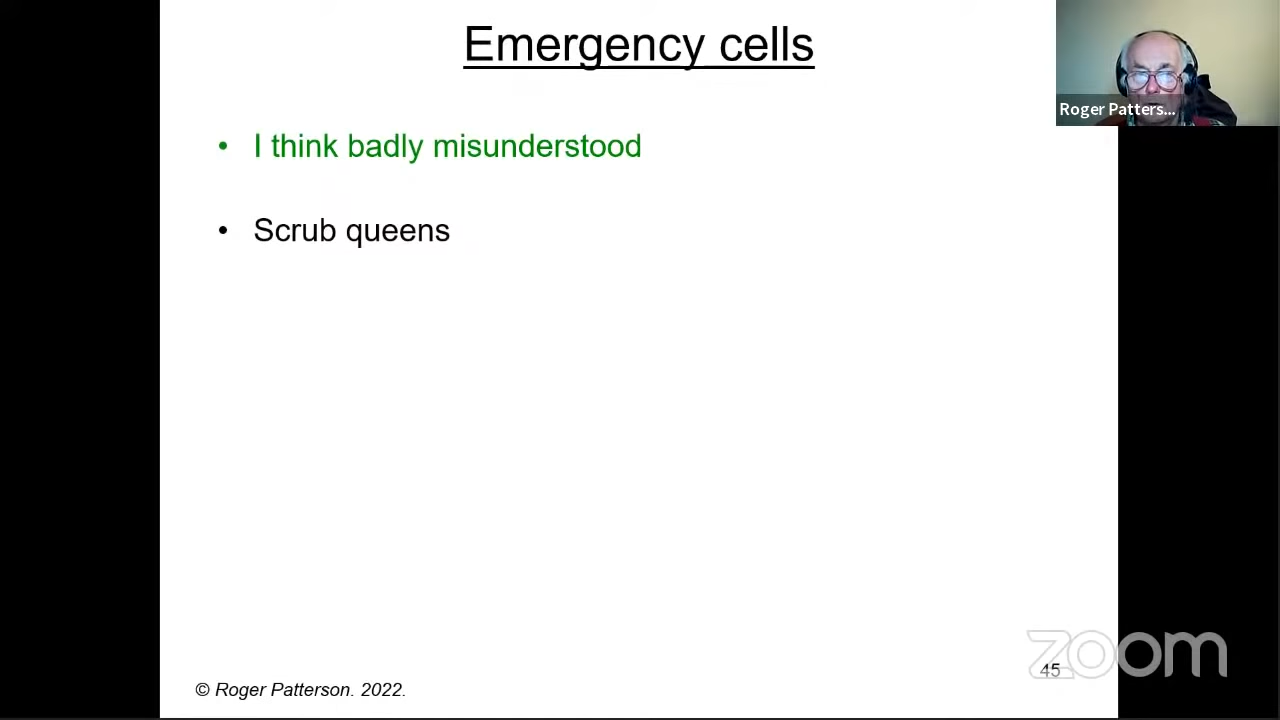 Emergency cells
Roger Patters...
• I think badly misunderstood
• Scrub queens
zoom
45
© Roger Patterson. 2022.